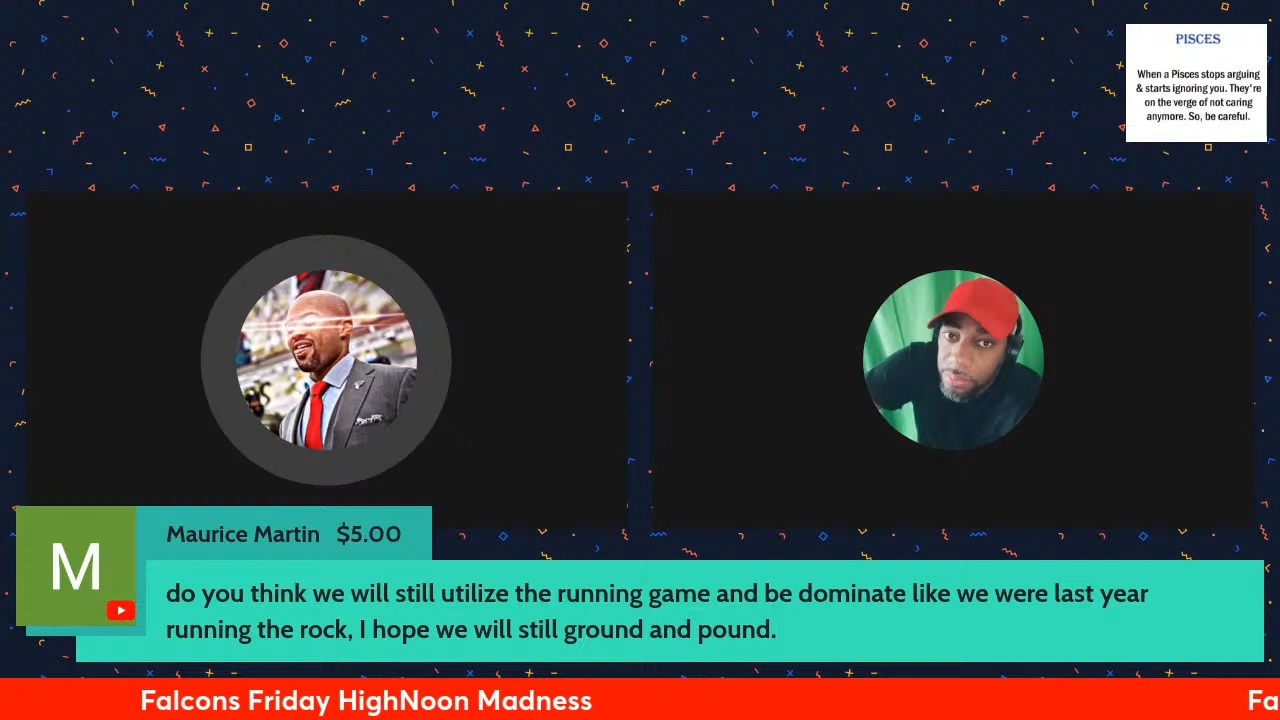 PISCES
When a Pisces stops arguing
& starts ignoring you. They're
on the verge of not caring
anymore. So, be careful.
M
Maurice Martin $5.00
do you think we will still utilize the running game and be dominate like we were last year
running the rock, I hope we will still ground and pound.
Falcons Friday HighNoon Madness
Fa